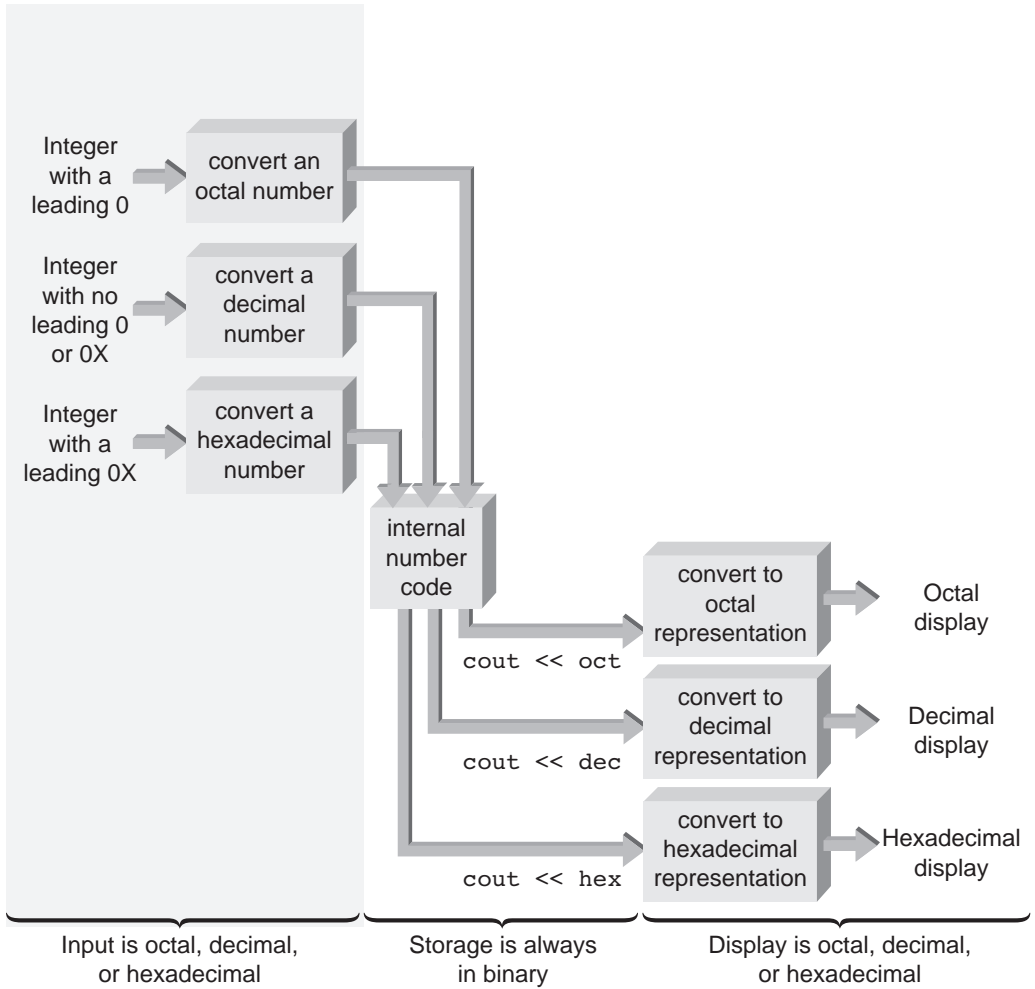 Integer
with a
leading 0
convert an
octal number
Integer
with no
leading 0
or 0X
convert a
decimal
number
Integer
with a
leading 0X
convert a
hexadecimal
number
internal
number
code
cout << oct
convert to
octal
representation
Octal
display
cout << dec
convert to
decimal
representation
Decimal
display
cout << hex
convert to
hexadecimal
representation
Hexadecimal
display
Input is octal, decimal,
or hexadecimal
Storage is always
in binary
Display is octal, decimal,
or hexadecimal